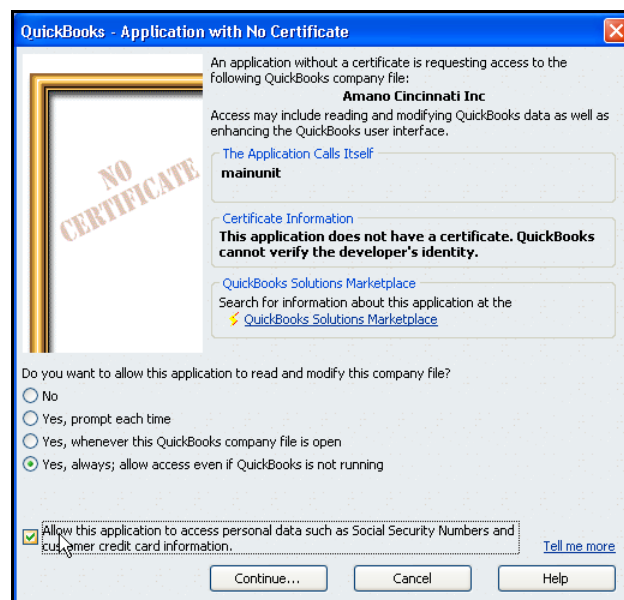 QuickBooks - Application with No Certificate
NO
CERTIFICATE
An application without a certificate is requesting access to the
following QuickBooks company file:
Amano Cincinnati Inc
Access may include reading and modifying QuickBooks data as well as
enhancing the QuickBooks user interface.
The Application Calls Itself
mainunit
Certificate Information
This application does not have a certificate. QuickBooks
cannot verify the developer's identity.
QuickBooks Solutions Marketplace
Search for information about this application at the
QuickBooks Solutions Marketplace
Do you want to allow this application to read and modify this company file?
No
Yes, prompt each time
Yes, whenever this QuickBooks company file is open
Yes, always; allow access even if QuickBooks is not running
Allow this application to access personal data such as Social Security Numbers and
customer credit card information.
Tell me more
Continue...
Cancel
Help